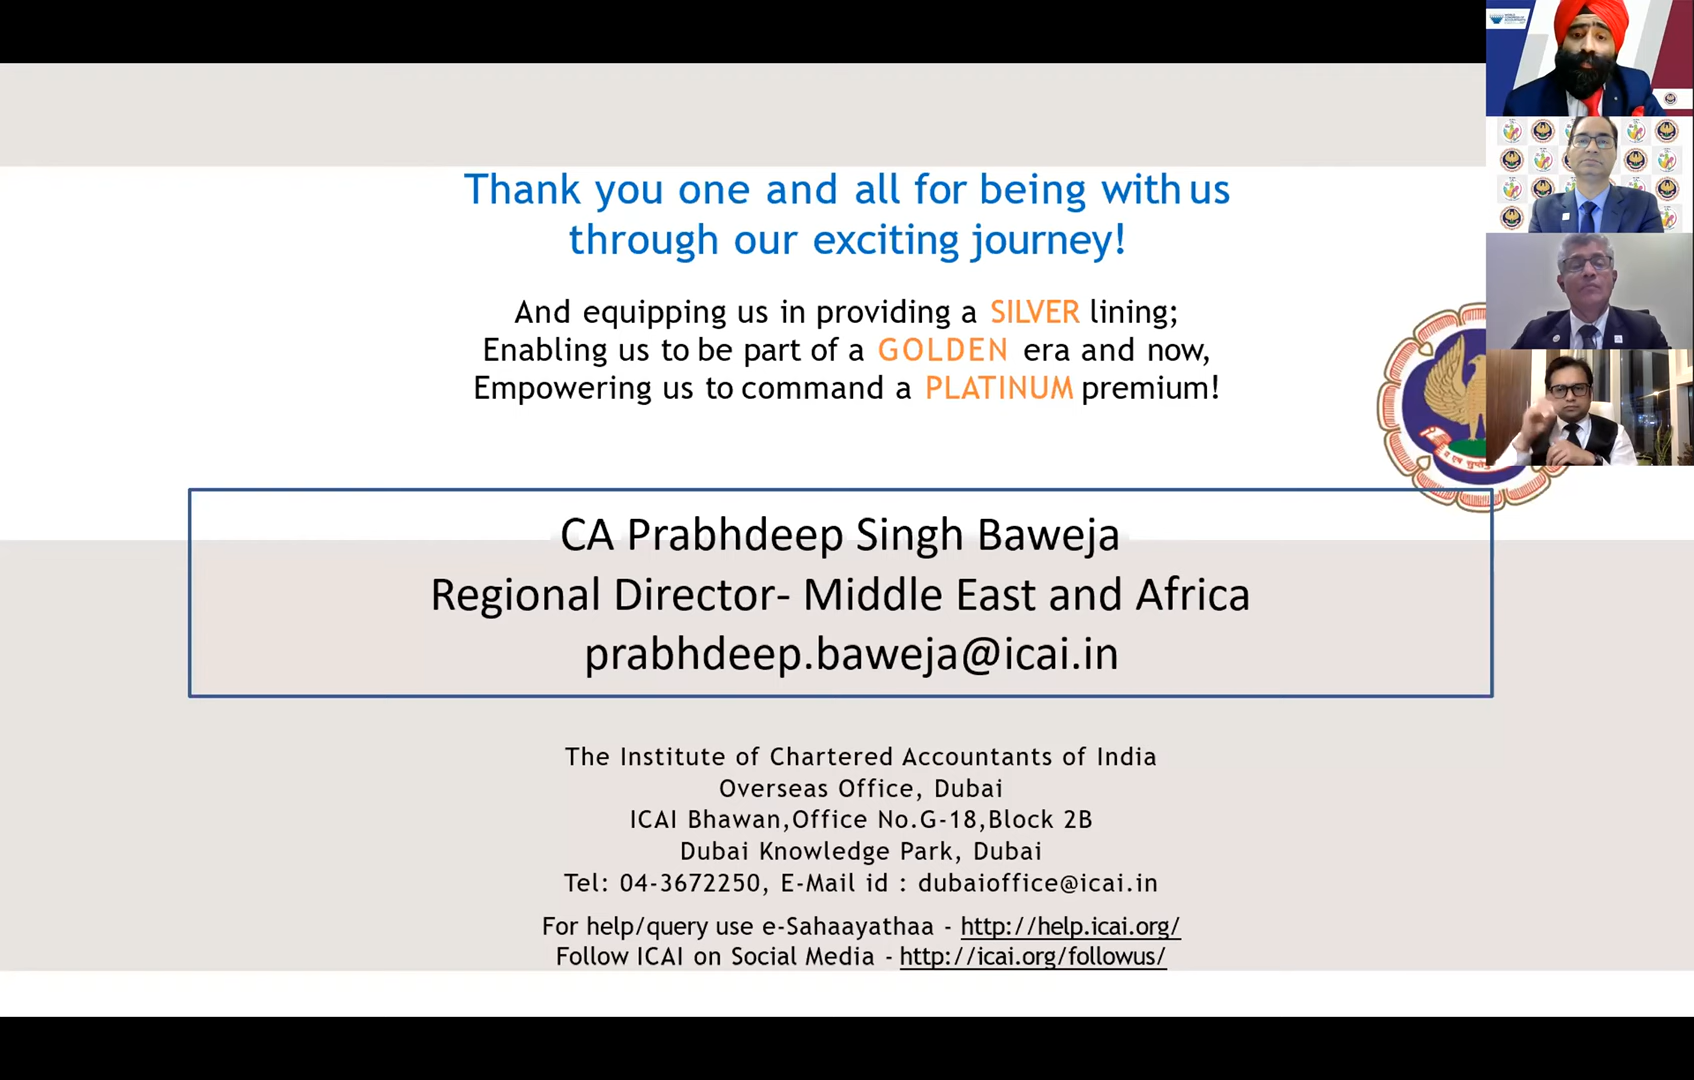 Thank you one and all for being with us
through our exciting journey!
And equipping us in providing a SILVER lining;
Enabling us to be part of a GOLDEN era and now,
Empowering us to command a PLATINUM premium!
CA Prabhdeep Singh Baweja
Regional Director- Middle East and Africa
prabhdeep.baweja@icai.in
The Institute of Chartered Accountants of India
Overseas Office, Dubai
ICAI Bhawan,Office No.G-18,Block 2B
Dubai Knowledge Park, Dubai
Tel: 04-3672250, E-Mail id : dubaioffice@icai.in
For help/query use e-Sahaayathaa - http://help.icai.org/
Follow ICAI on Social Media - http://icai.org/followus/